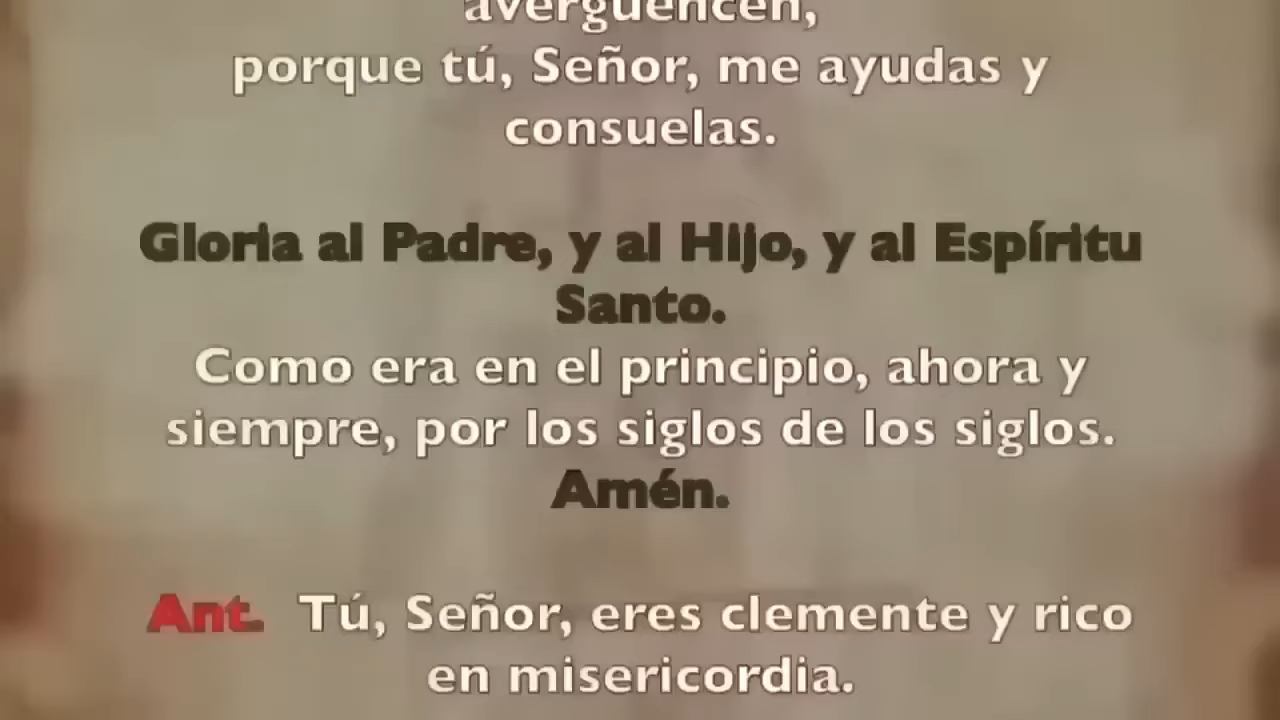 avergüencen,
porque tú, Señor, me ayudas y
consuelas.
Gloria al Padre, y al Hijo, y al Espíritu
Santo.
Como era en el principio, ahora y
siempre, por los siglos de los siglos.
Amén.
Ant. Tú, Señor, eres clemente y rico
en misericordia.